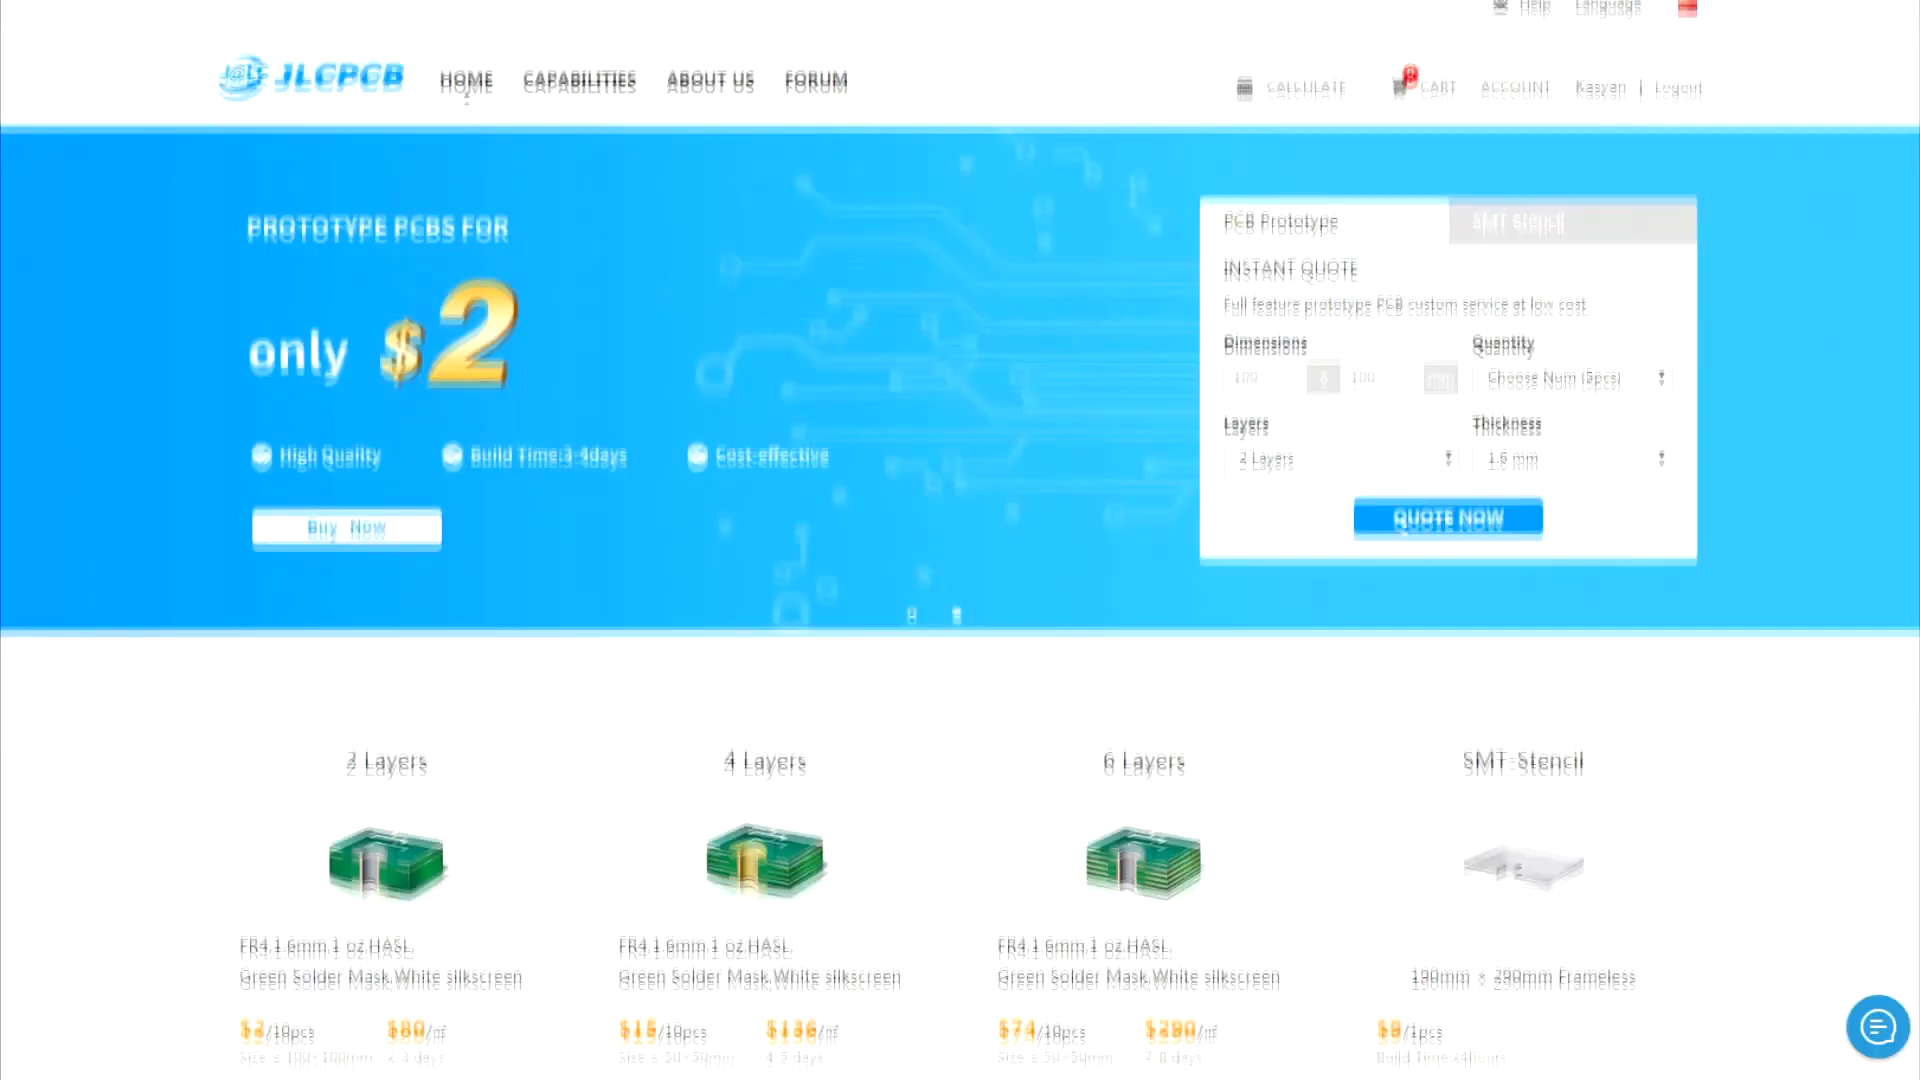 Help Language
JLCPCB HOME CAPABILITIES ABOUT US FORUM
CALCULATE CART ACCOUNT Kasyan | Logout
PROTOTYPE PCBS FOR
only $2
High Quality Build Time:3-4days Cost-effective
Buy Now
PCB Prototype SMT Stencil
INSTANT QUOTE
Full feature prototype PCB custom service at low cost.
Dimensions Quantity
100 X 100 mm Choose Num (5pcs)
Layers Thickness
2 Layers 1.6 mm
QUOTE NOW
2 Layers 4 Layers 6 Layers SMT-Stencil
FR4,1.6mm,1 oz,HASL,
Green Solder Mask,White silkscreen
FR4,1.6mm,1 oz,HASL,
Green Solder Mask,White silkscreen
FR4,1.6mm,1 oz,HASL,
Green Solder Mask,White silkscreen
190mm × 290mm Frameless
$2/10pcs $80/㎡ $15/10pcs $136/㎡ $74/10pcs $290/㎡ /1pcs
Size ≤ 100×100mm 2-3 days Size ≤ 50×50mm 4-5 days Size ≤ 50×50mm 7-8 days Build Time 24hours